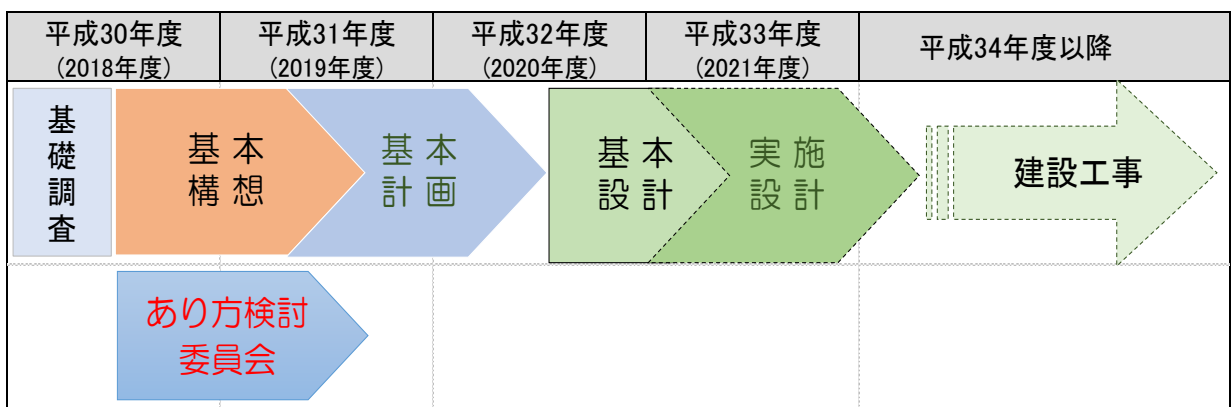 平成30年度
(2018年度)
平成31年度
(2019年度)
平成32年度
(2020年度)
平成33年度
(2021年度)
平成34年度以降
基礎調査
基本
構想
基本
計画
基本
設計
実施
設計
建設工事
あり方検討
委員会